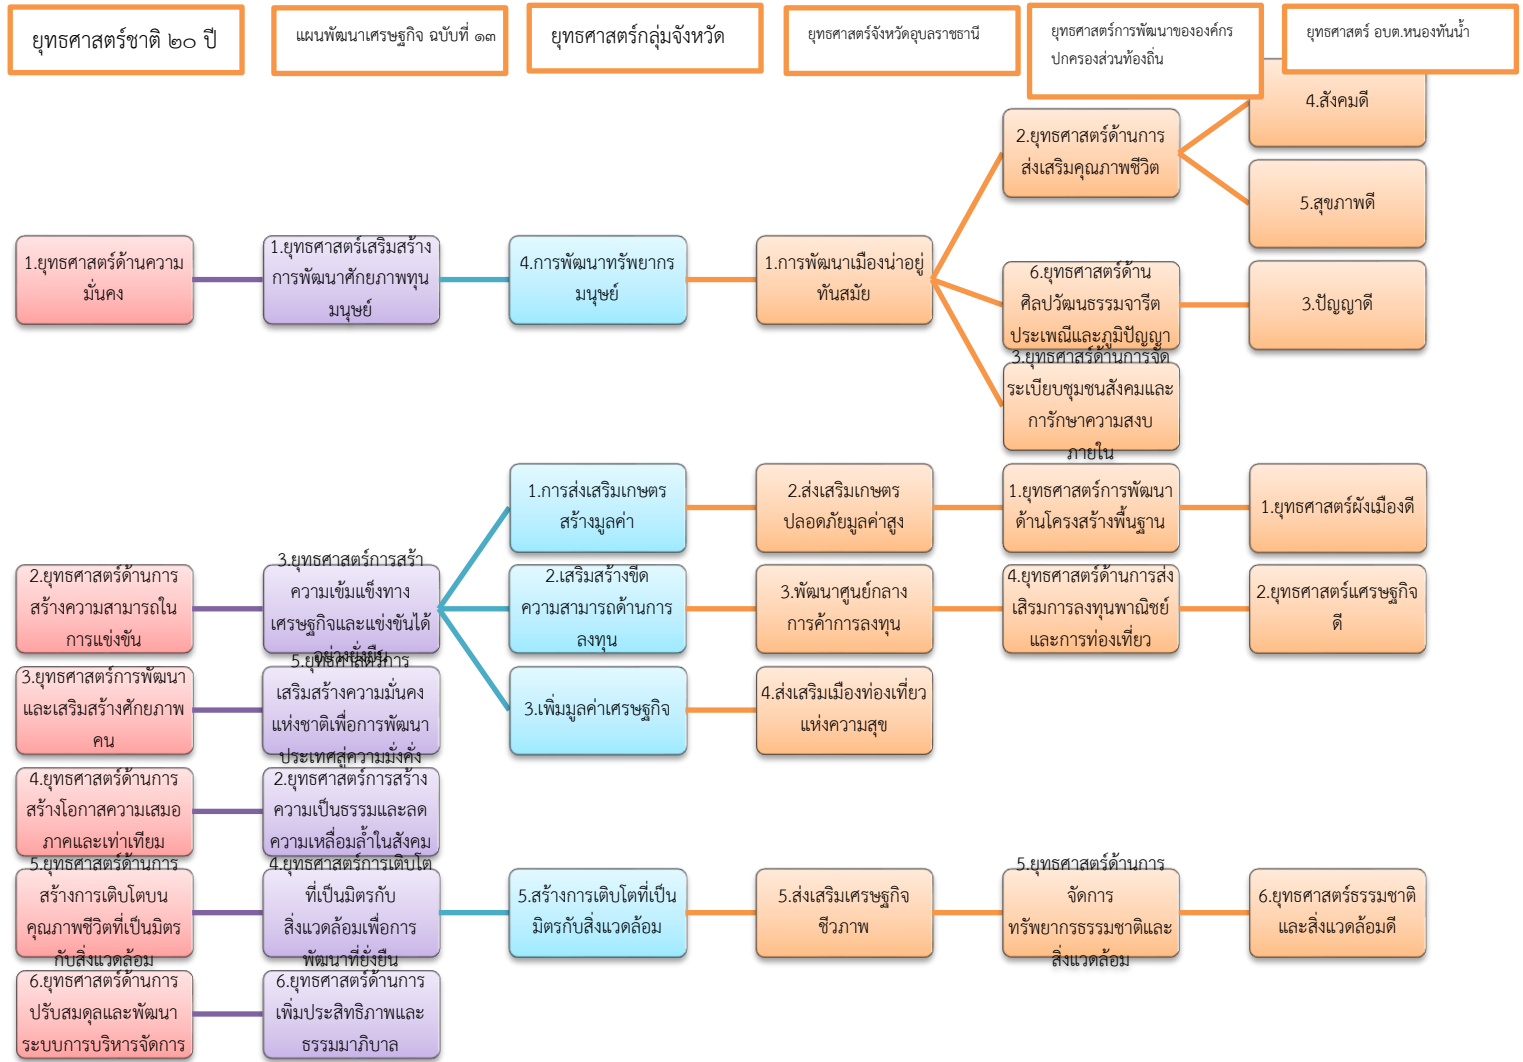 ยุทธศาสตร์ชาติ ๒๐ ปี
แผนพัฒนาเศรษฐกิจ ฉบับที่ ๑๓
ยุทธศาสตร์กลุ่มจังหวัด
ยุทธศาสตร์จังหวัดอุบลราชธานี
ยุทธศาสตร์การพัฒนาขององค์กร
ปกครองส่วนท้องถิ่น
ยุทธศาสตร์ อบต.หนองทันน้ำ
1.ยุทธศาสตร์ด้านความ
มั่นคง
1.ยุทธศาสตร์เสริมสร้าง
การพัฒนาศักยภาพทุน
มนุษย์
4.การพัฒนาทรัพยากร
มนุษย์
1.การพัฒนาเมืองน่าอยู่
ทันสมัย
2.ยุทธศาสตร์ด้านการ
ส่งเสริมคุณภาพชีวิต
4.สังคมดี
5.สุขภาพดี
6.ยุทธศาสตร์ด้าน
ศิลปวัฒนธรรมจารีต
ประเพณีและภูมิปัญญา
3.ปัญญาดี
3.ยุทธศาสร์ด้านการจัด
ระเบียบชุมชนสังคมและ
การักษาความสงบ
ภายใน
2.ยุทธศาสตร์ด้านการ
สร้างความสามารถใน
การแข่งขัน
3.ยุทธศาสตร์การสร้า
ความเข้มแข็งทาง
เศรษฐกิจและแข่งขันได้
อย่างยั่งยืน
1.การส่งเสริมเกษตร
สร้างมูลค่า
2.ส่งเสริมเกษตร
ปลอดภัยมูลค่าสูง
1.ยุทธศาสตร์การพัฒนา
ด้านโครงสร้างพื้นฐาน
1.ยุทธศาสตร์ผังเมืองดี
2.เสริมสร้างขีด
ความสามารถด้านการ
ลงทุน
3.พัฒนาศูนย์กลาง
การค้าการลงทุน
4.ยุทธศาสตร์ด้านการส่ง
เสิรมการลงทุนพาณิชย์
และการท่องเที่ยว
2.ยุทธศาสตร์แศรษฐกิจ
ดี
3.เพิ่มมูลค่าเศรษฐกิจ
4.ส่งเสริมเมืองท่องเที่ยว
แห่งความสุข
3.ยุทธศาสตร์การพัฒนา
และเสริมสร้างศักยภาพ
คน
5.ยุทธศาสตร์การ
เสริมสร้างความมั่นคง
แห่งชาติเพื่อการพัฒนา
ประเทศสู่ความมั่งคั่ง
4.ยุทธศาสตร์ด้านการ
สร้างโอกาสความเสมอ
ภาคและเท่าเทียม
2.ยุทธศาสตร์การสร้าง
ความเป็นธรรมและลด
ความเหลื่อมล้ำในสังคม
5.ยุทธศาสตร์ด้านการ
สร้างการเติบโตบน
คุณภาพชีวิตที่เป็นมิตร
กับสิ่งแวดล้อม
4.ยุทธศาสตร์การเติบโต
ที่เป็นมิตรกับ
สิ่งแวดล้อมเพื่อการ
พัฒนาที่ยั่งยืน
5.สร้างการเติบโตที่เป็น
มิตรกับสิ่งแวดล้อม
5.ส่งเสริมเศรษฐกิจ
ชีวภาพ
5.ยุทธศาสตร์ด้านการ
จัดการ
ทรัพยากรธรรมชาติและ
สิ่งแวดล้อม
6.ยุทธศาสตร์ธรรมชาติ
และสิ่งแวดล้อมดี
6.ยุทธศาสตร์ด้านการ
ปรับสมดุลและพัฒนา
ระบบการบริหารจัดการ
6.ยุทธศาสตร์ด้านการ
เพิ่มประสิทธิภาพและ
ธรรมมาภิบาล